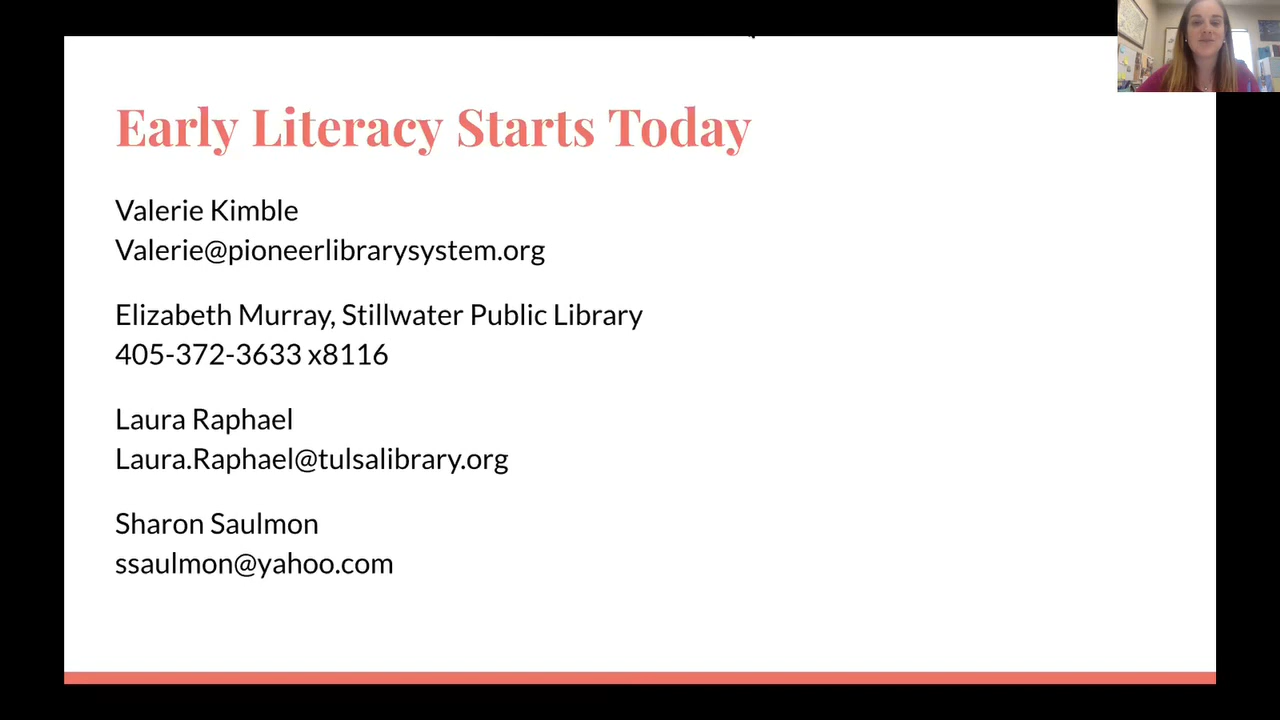 Early Literacy Starts Today
Valerie Kimble
Valerie@pioneerlibrarysystem.org
Elizabeth Murray, Stillwater Public Library
405-372-3633 x8116
Laura Raphael
Laura.Raphael@tulsalibrary.org
Sharon Saulmon
ssaulmon@yahoo.com